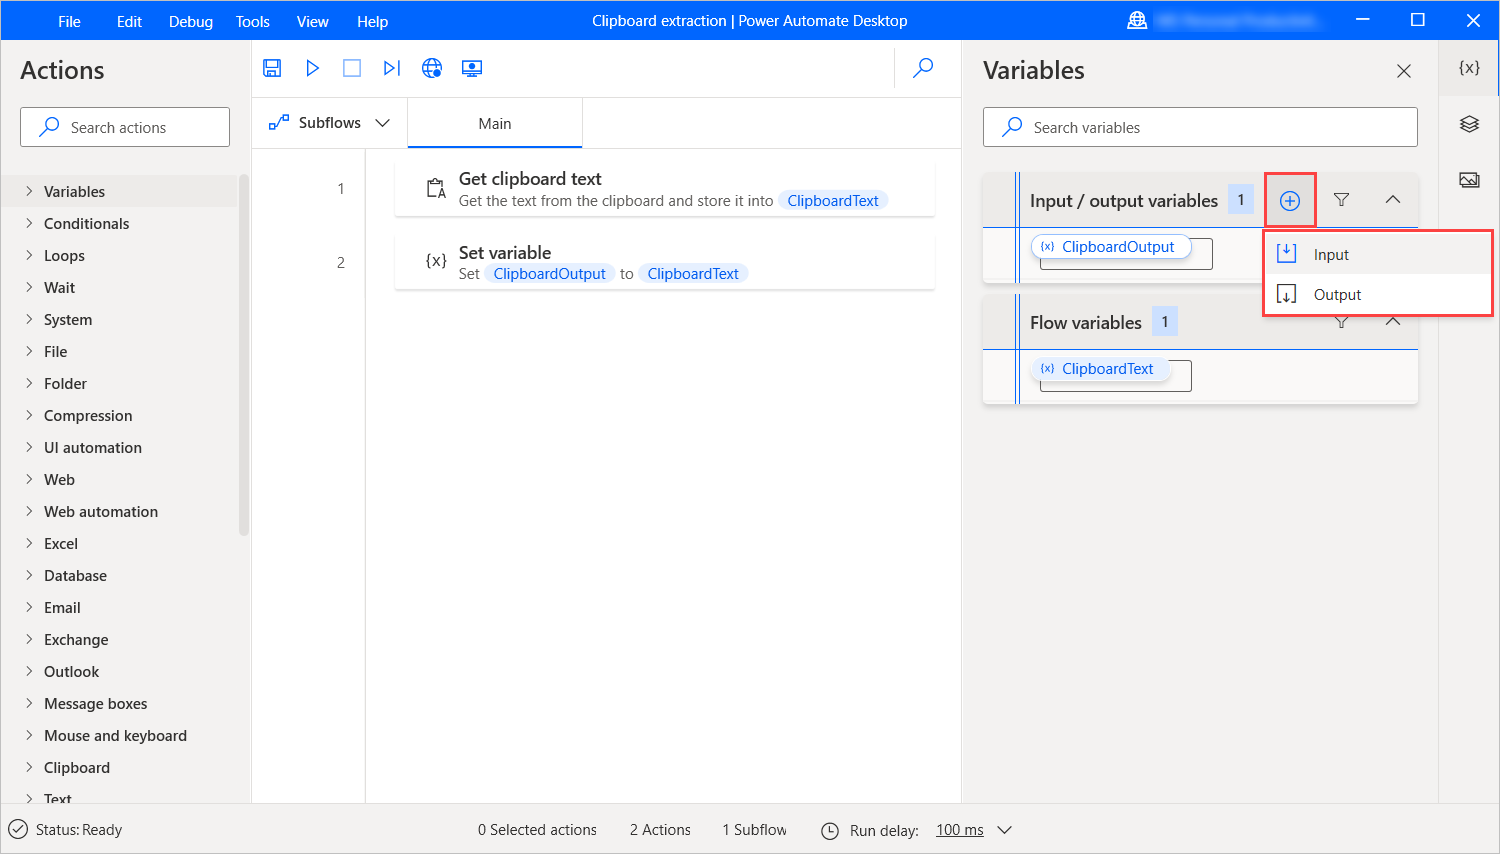 File Edit Debug Tools View Help
Clipboard extraction | Power Automate Desktop
Actions
Search actions
Variables
Conditionals
Loops
Wait
System
File
Folder
Compression
UI automation
Web
Web automation
Excel
Database
Email
Exchange
Outlook
Message boxes
Mouse and keyboard
Clipboard
Text
Subflows
Main
1
Get clipboard text
Get the text from the clipboard and store it into ClipboardText
2
{x} Set variable
Set ClipboardOutput to ClipboardText
Variables
{x}
Search variables
Input / output variables 1
{x} ClipboardOutput
Input
Output
Flow variables 1
{x} ClipboardText
Status: Ready
0 Selected actions
2 Actions
1 Subflow
Run delay: 100 ms